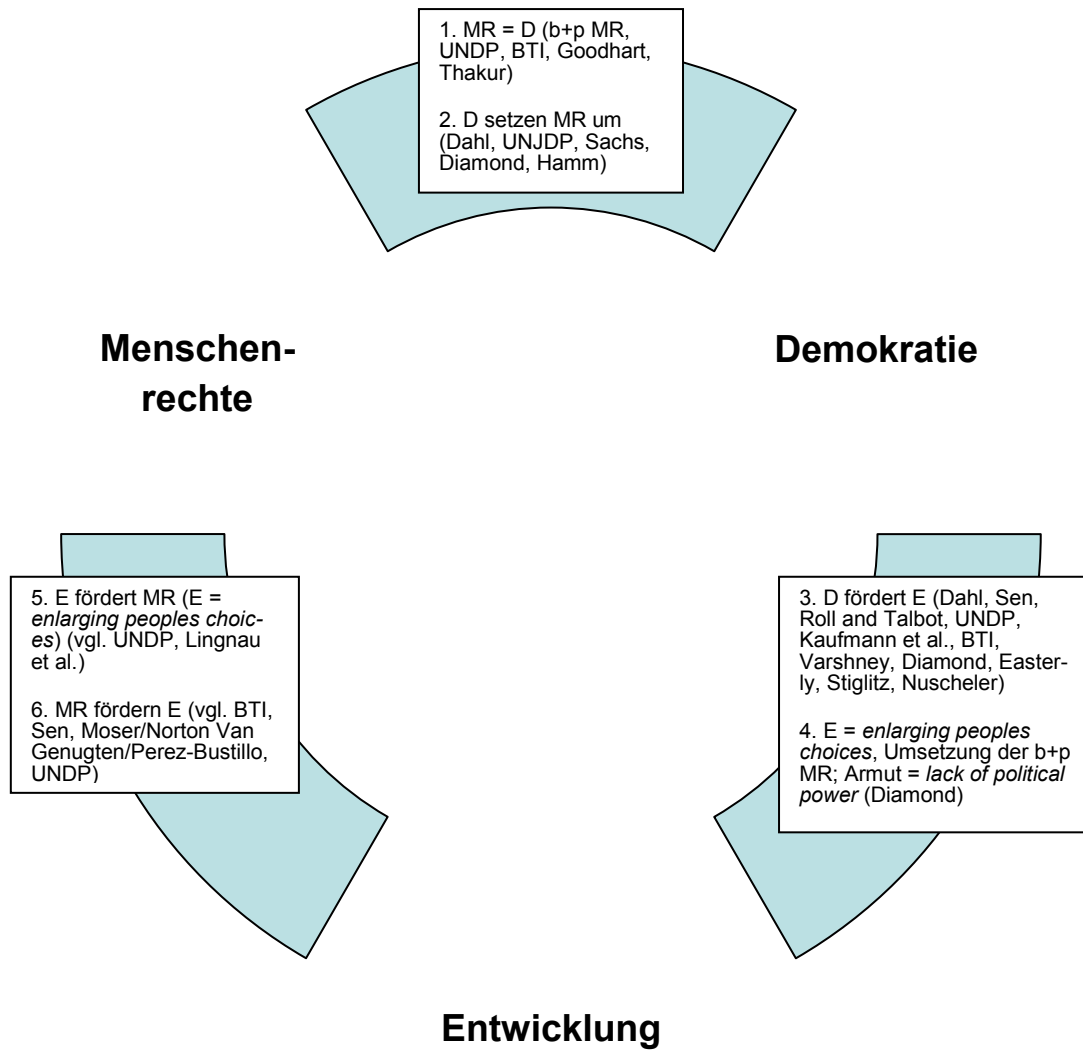 1. MR = D (b+p MR,
UNDP, BTI, Goodhart,
Thakur)
2. D setzen MR um
(Dahl, UNJDP, Sachs,
Diamond, Hamm)
Menschen-
rechte
Demokratie
5. E fördert MR (E =
enlarging peoples choic-
es) (vgl. UNDP, Lingnau
et al.)
6. MR fördern E (vgl. BTI,
Sen, Moser/Norton Van
Genugten/Perez-Bustillo,
UNDP)
3. D fördert E (Dahl, Sen,
Roll and Talbot, UNDP,
Kaufmann et al., BTI,
Varshney, Diamond, Easter-
ly, Stiglitz, Nuscheler)
4. E = enlarging peoples
choices, Umsetzung der b+p
MR; Armut = lack of political
power (Diamond)
Entwicklung